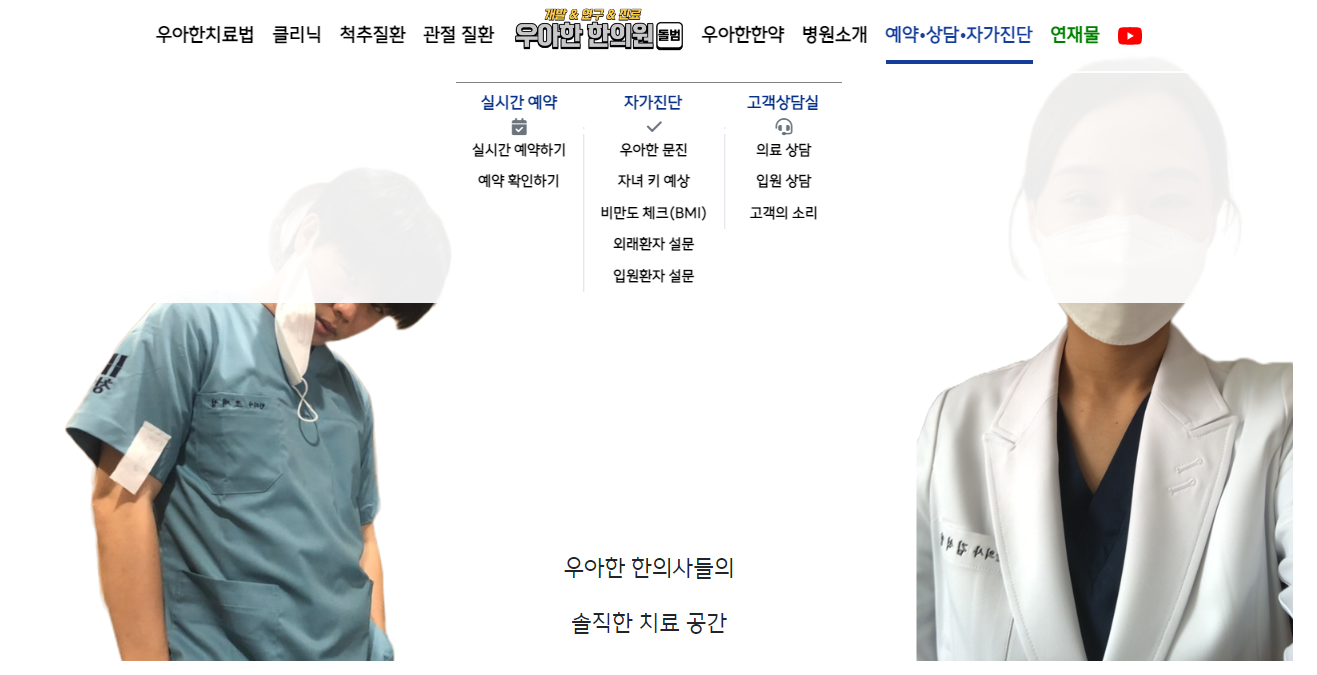 우아한치료법 클리닉 척추질환 관절 질환
개발 & 연구 & 진료
우아한 한의원 돌범
우아한한약 병원소개 예약•상담•자가진단 연재물
실시간 예약
실시간 예약하기
예약 확인하기
자가진단
우아한 문진
자녀 키 예상
비만도 체크(BMI)
외래환자 설문
입원환자 설문
고객상담실
의료 상담
입원 상담
고객의 소리
우아한 한의사들의
솔직한 치료 공간